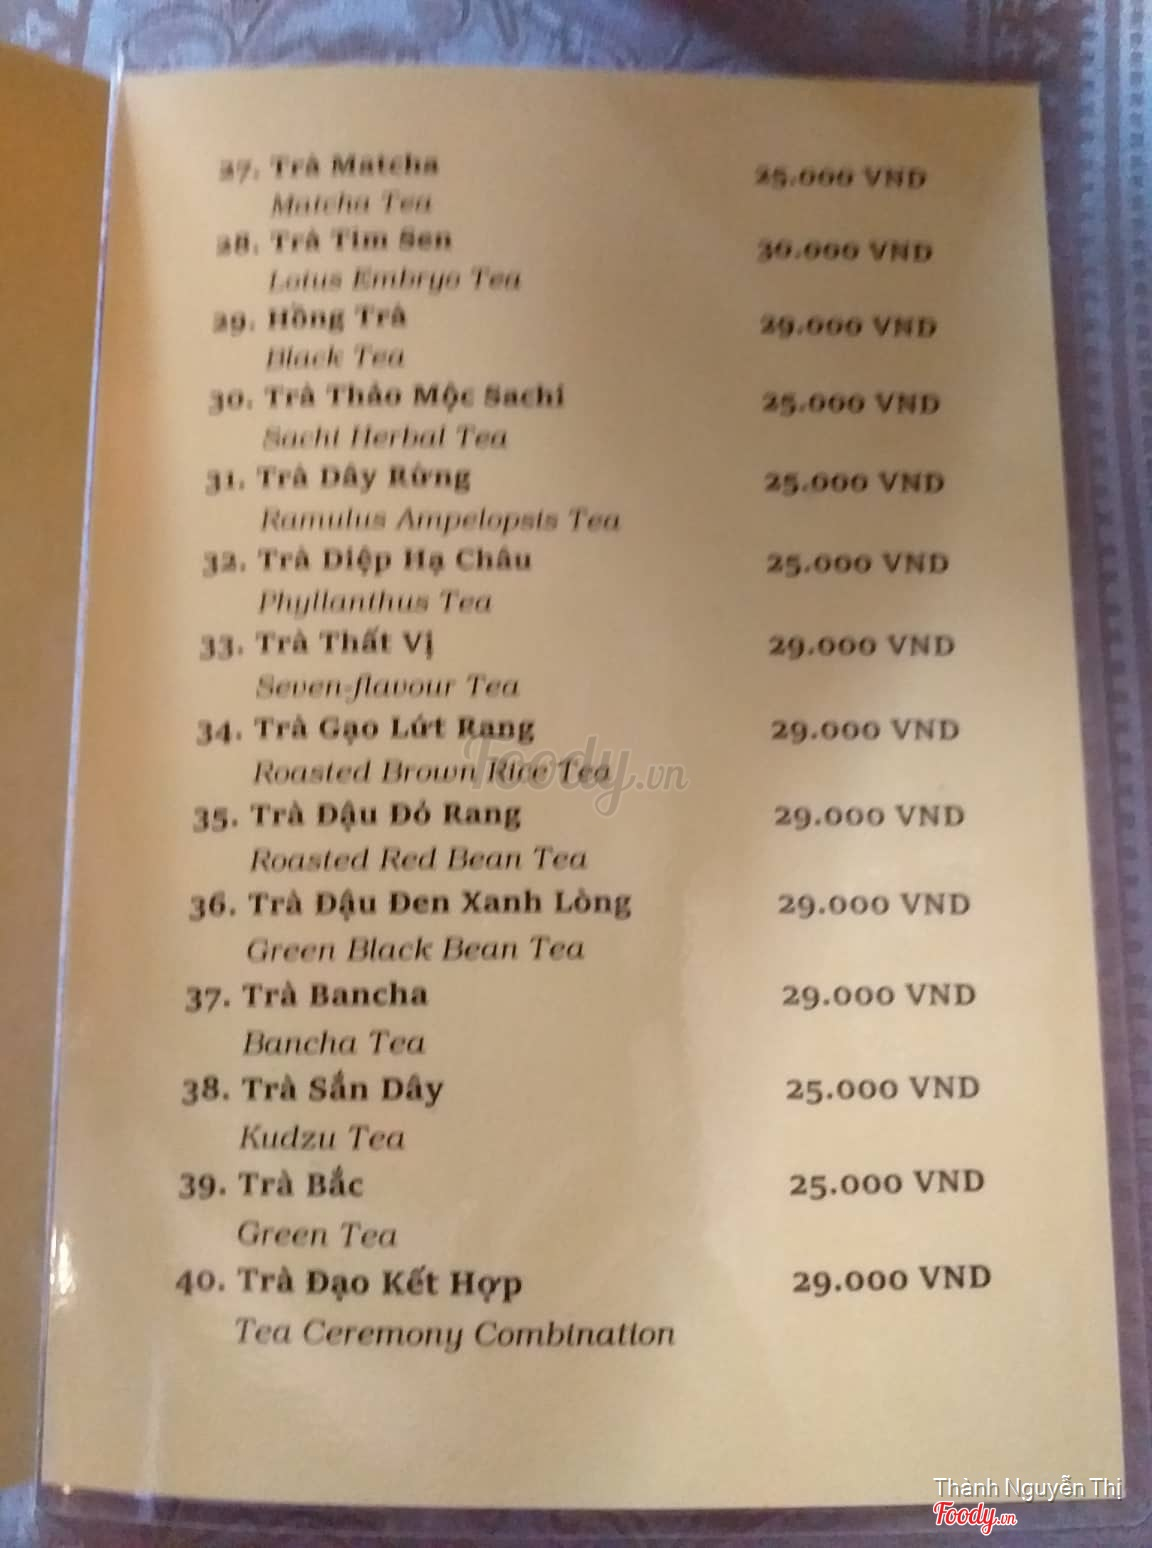 27. Trà Matcha 25.000 VND
Matcha Tea
28. Trà Tim Sen 30.000 VND
Lotus Embryo Tea
29. Hồng Trà 29.000 VND
Black Tea
30. Trà Thảo Mộc Sachi 25.000 VND
Sachi Herbal Tea
31. Trà Dây Rừng 25.000 VND
Ramulus Ampelopsis Tea
32. Trà Diệp Hạ Châu 25.000 VND
Phyllanthus Tea
33. Trà Thất Vị 29.000 VND
Seven-flavour Tea
34. Trà Gạo Lứt Rang 29.000 VND
Roasted Brown Rice Tea
Foody.vn
35. Trà Đậu Đỏ Rang 29.000 VND
Roasted Red Bean Tea
36. Trà Đậu Đen Xanh Lòng 29.000 VND
Green Black Bean Tea
37. Trà Bancha 29.000 VND
Bancha Tea
38. Trà Sắn Dây 25.000 VND
Kudzu Tea
39. Trà Bắc 25.000 VND
Green Tea
40. Trà Đạo Kết Hợp 29.000 VND
Tea Ceremony Combination
Thành Nguyễn Thị
Foody.vn